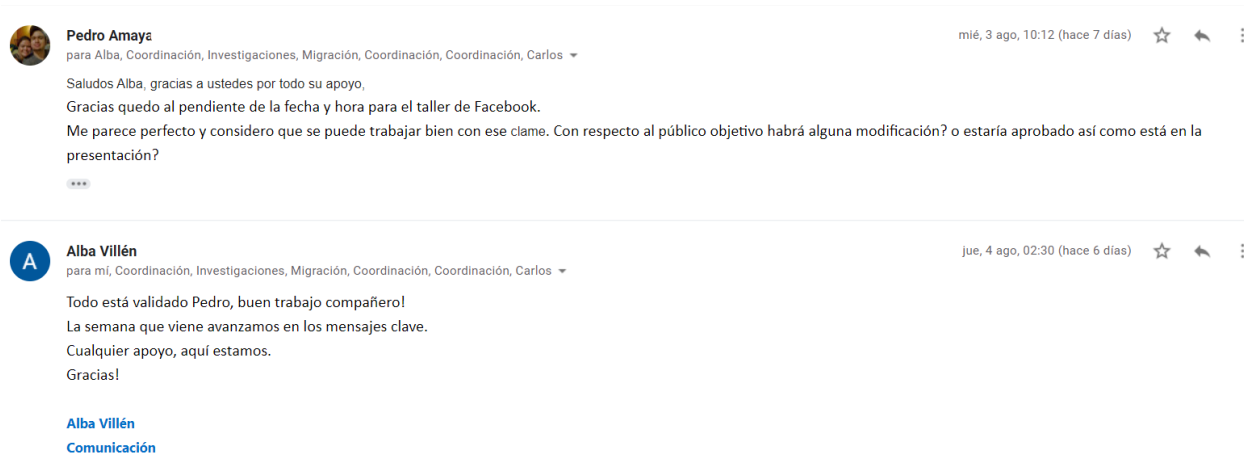 Pedro Amaya
mié, 3 ago, 10:12 (hace 7 días)
para Alba, Coordinación, Investigaciones, Migración, Coordinación, Coordinación, Carlos
Saludos Alba, gracias a ustedes por todo su apoyo,
Gracias quedo al pendiente de la fecha y hora para el taller de Facebook.
Me parece perfecto y considero que se puede trabajar bien con ese clame. Con respecto al público objetivo habrá alguna modificación? o estaría aprobado así como está en la
presentación?
A
Alba Villén
jue, 4 ago, 02:30 (hace 6 días)
para mí, Coordinación, Investigaciones, Migración, Coordinación, Coordinación, Carlos
Todo está validado Pedro, buen trabajo compañero!
La semana que viene avanzamos en los mensajes clave.
Cualquier apoyo, aquí estamos.
Gracias!
Alba Villén
Comunicación